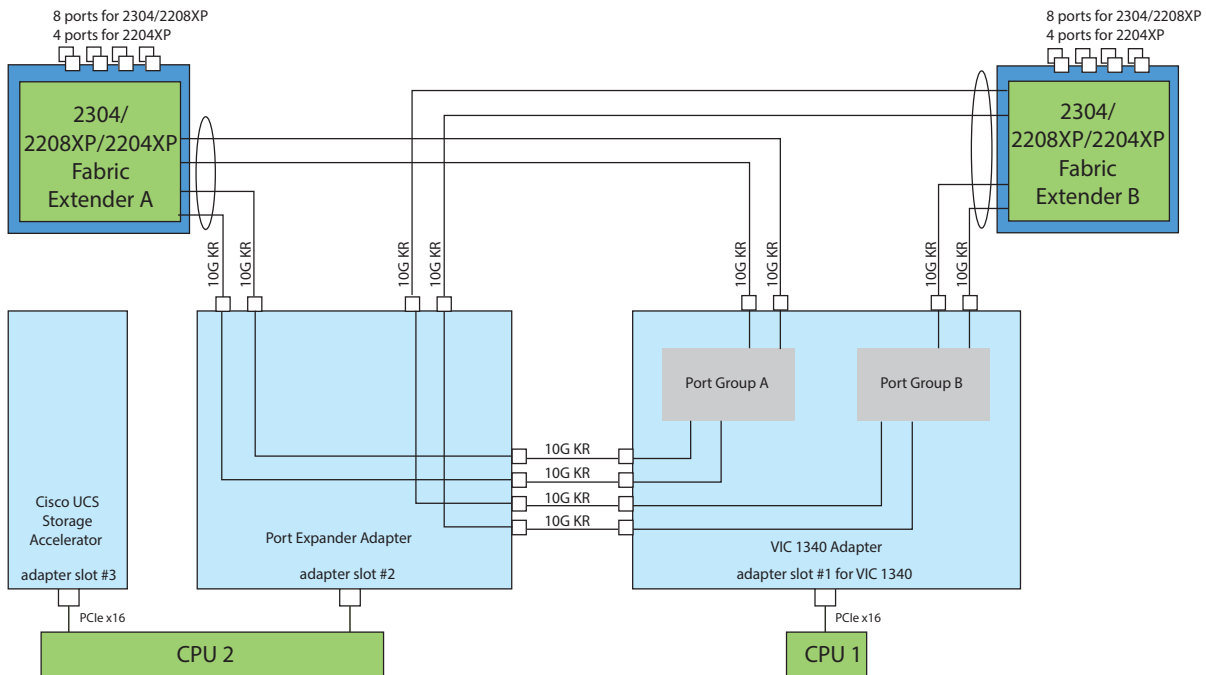 8 ports for 2304/2208XP
4 ports for 2204XP
8 ports for 2304/2208XP
4 ports for 2204XP
2304/
2208XP/2204XP
Fabric
Extender A
2304/
2208XP/2204XP
Fabric
Extender B
10G KR
10G KR
10G KR
10G KR
10G KR
10G KR
10G KR
10G KR
Port Group A
Port Group B
10G KR
10G KR
10G KR
10G KR
Cisco UCS
Storage
Accelerator
adapter slot #3
Port Expander Adapter
adapter slot #2
VIC 1340 Adapter
adapter slot #1 for VIC 1340
PCIe x16
PCIe x16
CPU 2
CPU 1